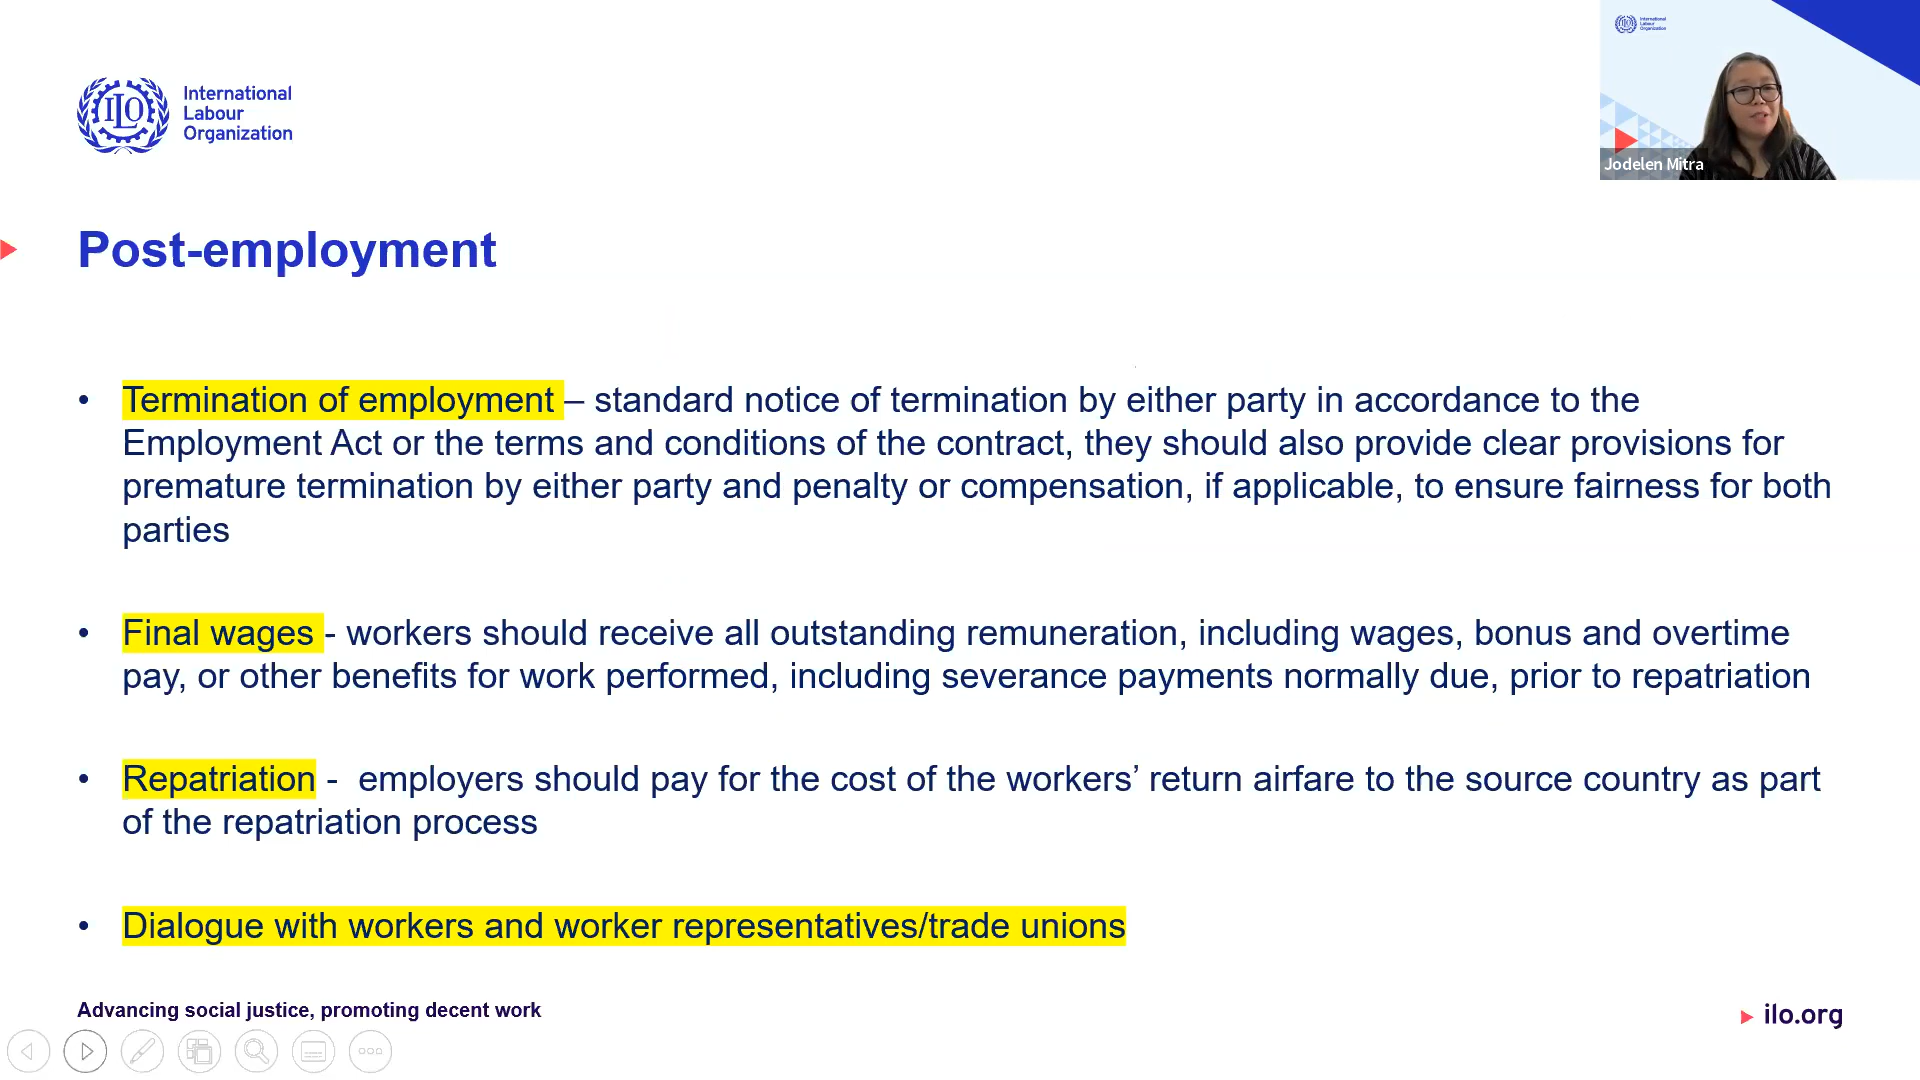 International
Labour
Organization
ILO
International
Labour
Organization
Jodelen Mitra
Post-employment
• Termination of employment – standard notice of termination by either party in accordance to the
Employment Act or the terms and conditions of the contract, they should also provide clear provisions for
premature termination by either party and penalty or compensation, if applicable, to ensure fairness for both
parties
• Final wages - workers should receive all outstanding remuneration, including wages, bonus and overtime
pay, or other benefits for work performed, including severance payments normally due, prior to repatriation
• Repatriation - employers should pay for the cost of the workers’ return airfare to the source country as part
of the repatriation process
• Dialogue with workers and worker representatives/trade unions
Advancing social justice, promoting decent work
ilo.org